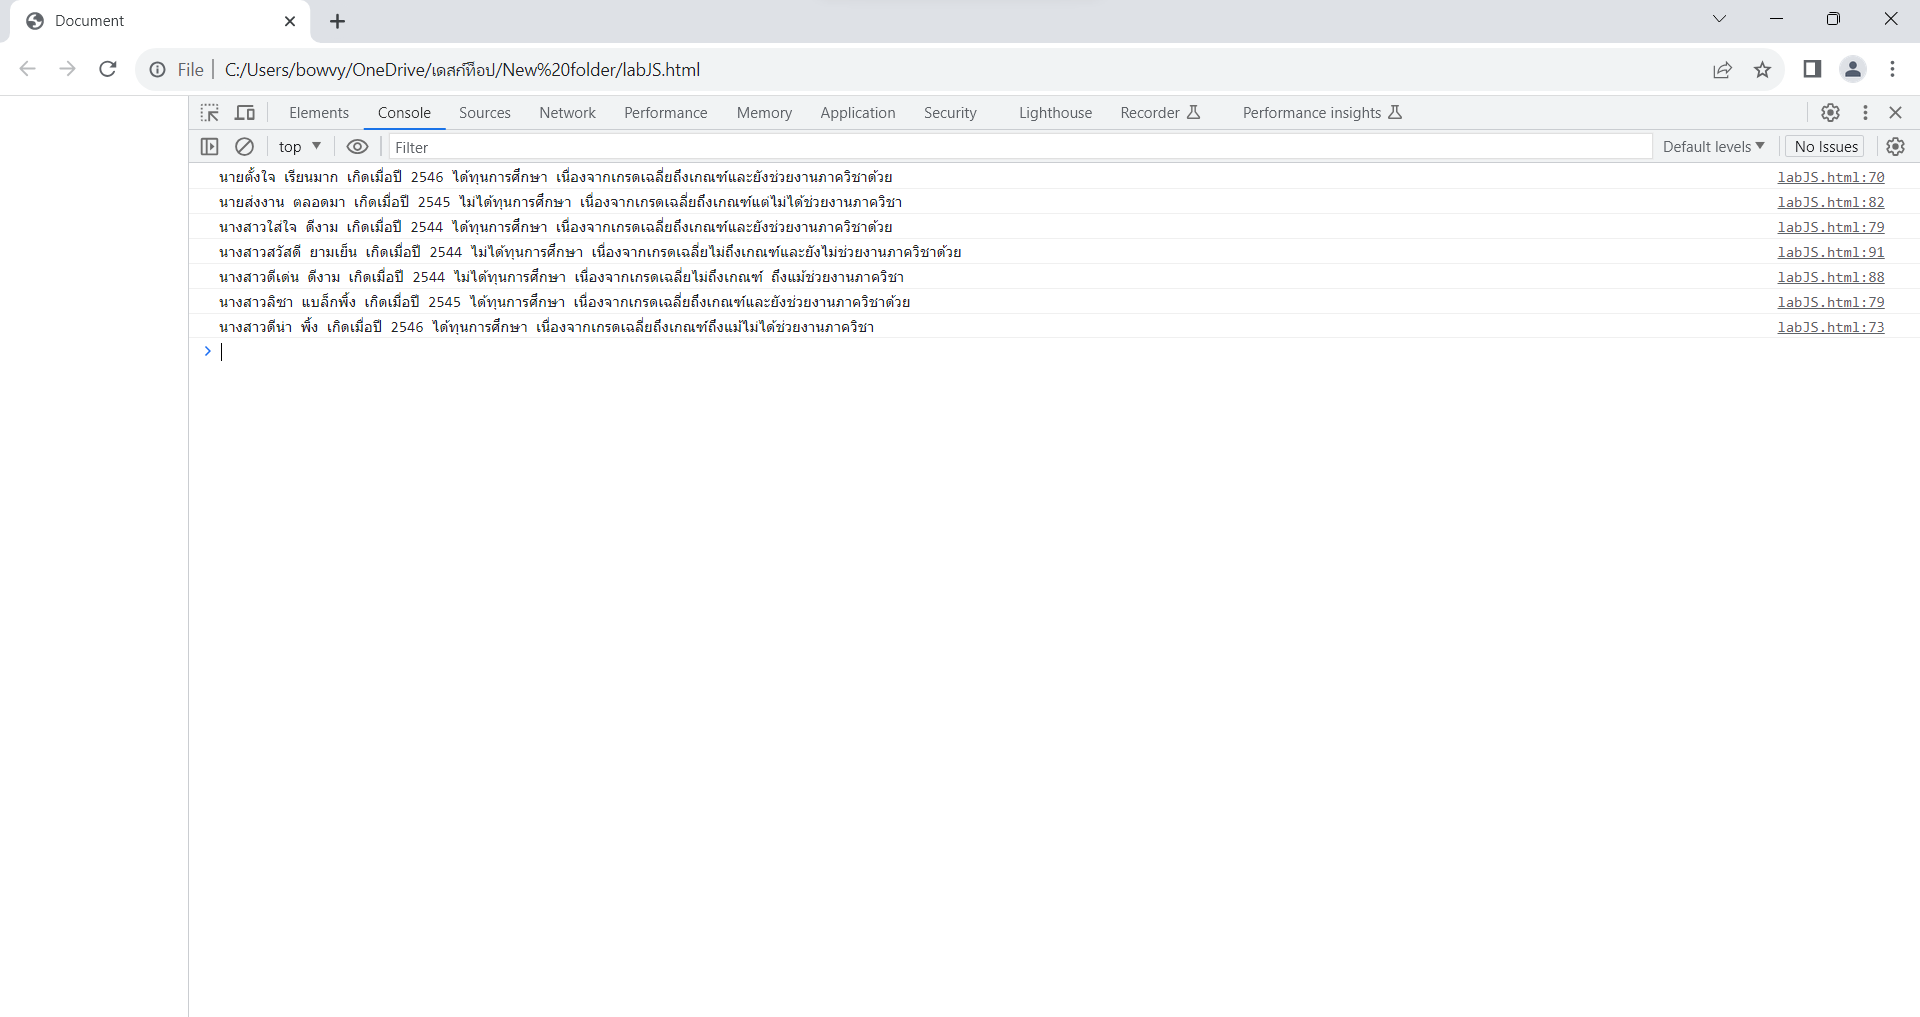 Document
File C:/Users/bowvy/OneDrive/เดสก์ท็อป/New%20folder/labJS.html
Elements Console Sources Network Performance Memory Application Security Lighthouse Recorder Performance insights
top Filter Default levels No Issues
นายตั้งใจ เรียนมาก เกิดเมื่อปี 2546 ได้ทุนการศึกษา เนื่องจากเกรดเฉลี่ยถึงเกณฑ์และยังช่วยงานภาควิชาด้วย labJS.html:70
นายส่งงาน ตลอดมา เกิดเมื่อปี 2545 ไม่ได้ทุนการศึกษา เนื่องจากเกรดเฉลี่ยถึงเกณฑ์แต่ไม่ได้ช่วยงานภาควิชา labJS.html:82
นางสาวใส่ใจ ดีงาม เกิดเมื่อปี 2544 ได้ทุนการศึกษา เนื่องจากเกรดเฉลี่ยถึงเกณฑ์และยังช่วยงานภาควิชาด้วย labJS.html:79
นางสาวสวัสดี ยามเย็น เกิดเมื่อปี 2544 ไม่ได้ทุนการศึกษา เนื่องจากเกรดเฉลี่ยไม่ถึงเกณฑ์และยังไม่ช่วยงานภาควิชาด้วย labJS.html:91
นางสาวดีเด่น ดีงาม เกิดเมื่อปี 2544 ไม่ได้ทุนการศึกษา เนื่องจากเกรดเฉลี่ยไม่ถึงเกณฑ์ ถึงแม้ช่วยงานภาควิชา labJS.html:88
นางสาวลิซา แบล็กพิ้ง เกิดเมื่อปี 2545 ได้ทุนการศึกษา เนื่องจากเกรดเฉลี่ยถึงเกณฑ์และยังช่วยงานภาควิชาด้วย labJS.html:79
นางสาวดีน่า พิ้ง เกิดเมื่อปี 2546 ได้ทุนการศึกษา เนื่องจากเกรดเฉลี่ยถึงเกณฑ์ถึงแม้ไม่ได้ช่วยงานภาควิชา labJS.html:73